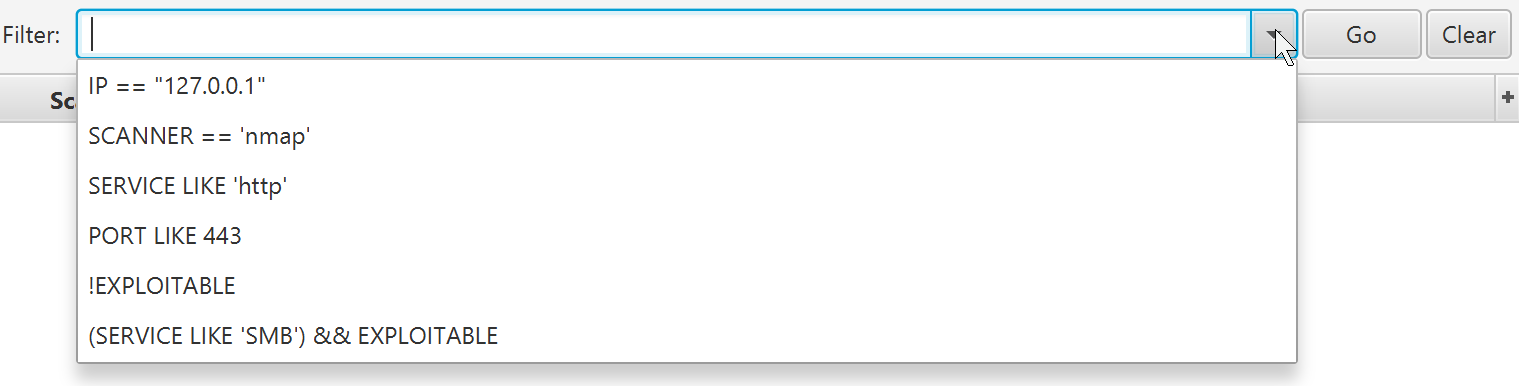 Filter: Go Clear
Sc
IP == "127.0.0.1"
SCANNER == 'nmap'
SERVICE LIKE 'http'
PORT LIKE 443
!EXPLOITABLE
(SERVICE LIKE 'SMB') && EXPLOITABLE